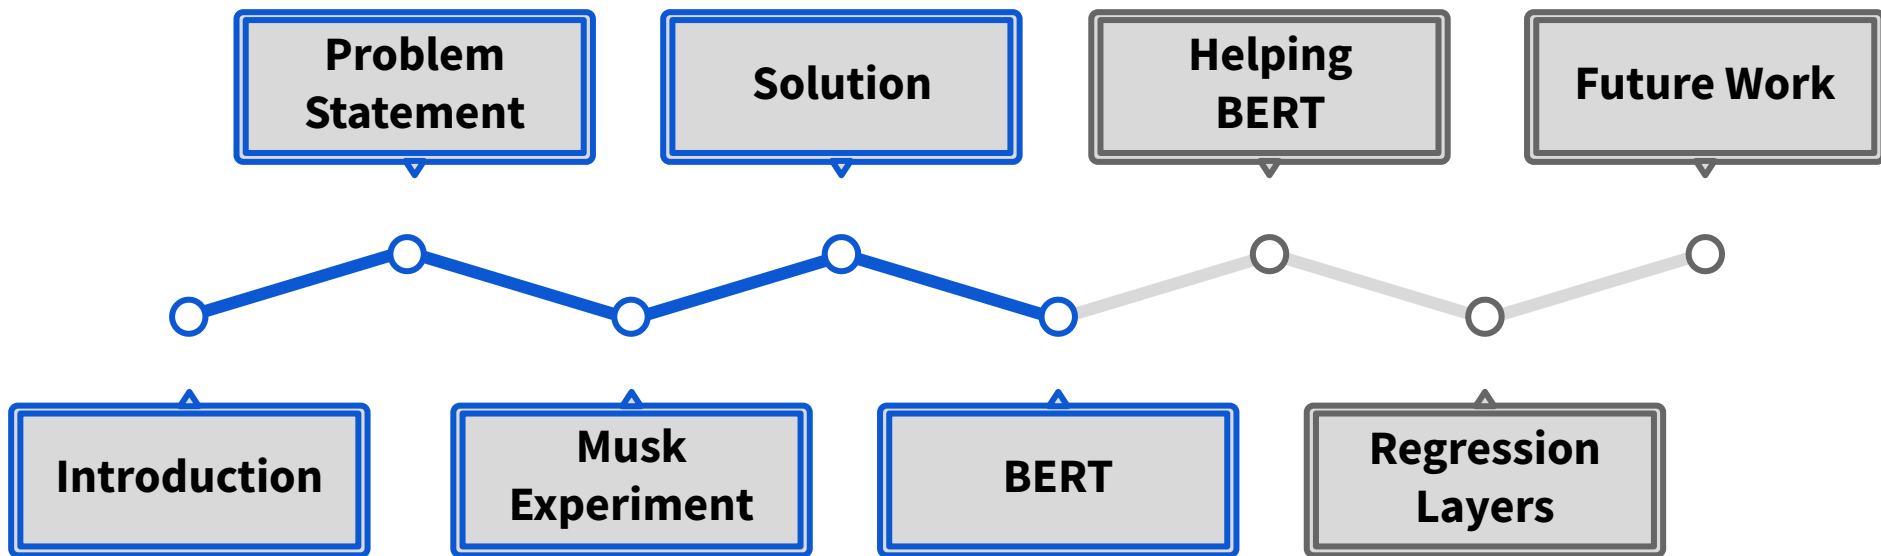 Problem
Statement
Solution
Helping
BERT
Future Work
Introduction
Musk
Experiment
BERT
Regression
Layers